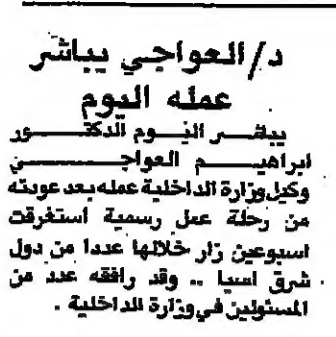 د/العواجي يباشر
عمله اليوم
يباشر اليوم الدكتور
ابراهيم العواجي
وكيل وزارة الداخلية عمله بعد عودته
من رحلة عمل رسمية استغرقت
اسبوعين زار خلالها عددا من دول
شرق اسيا .. وقد رافقه عدد من
المسئولين في وزارة الداخلية .